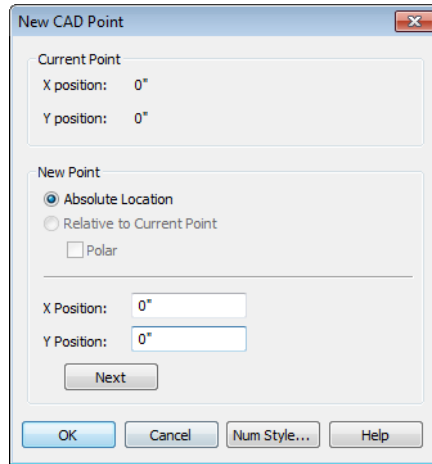 New CAD Point
Current Point
X position: 0"
Y position: 0"
New Point
Absolute Location
Relative to Current Point
Polar
X Position: 0"
Y Position: 0"
Next
OK Cancel Num Style... Help